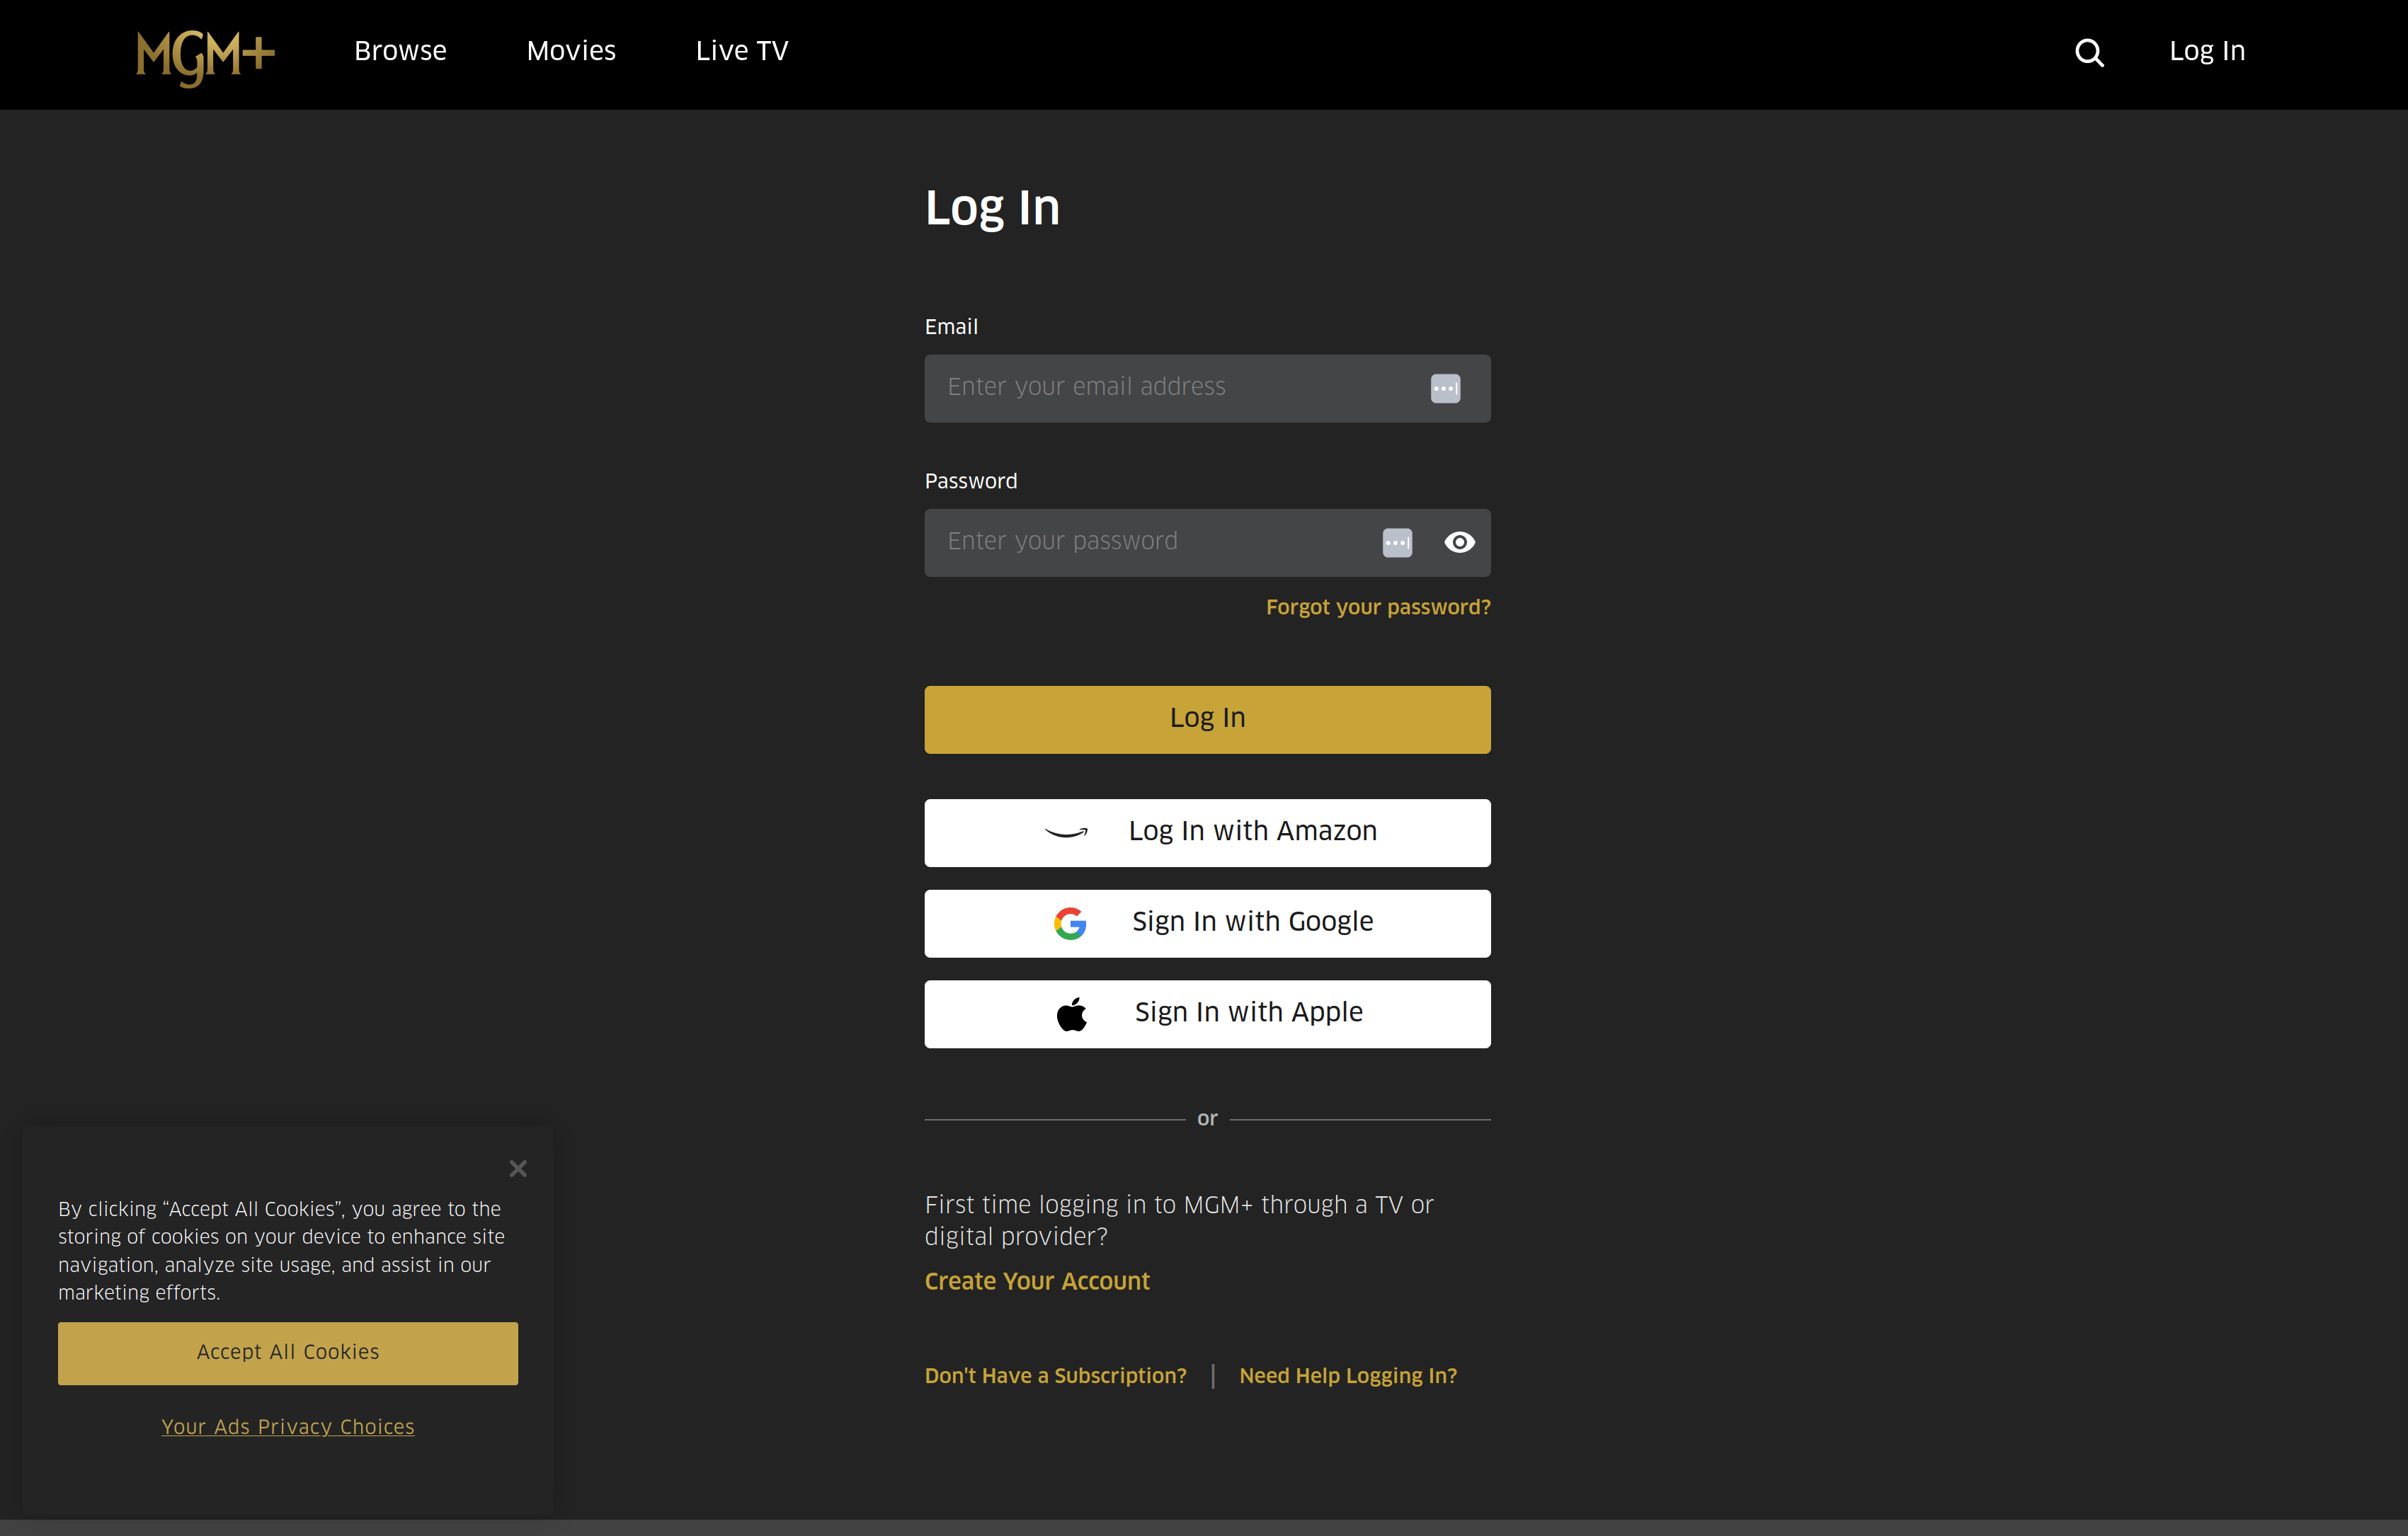 MGM+
Browse
Movies
Live TV
Log In
Log In
Email
Enter your email address
Password
Enter your password
Forgot your password?
Log In
Log In with Amazon
Sign In with Google
Sign In with Apple
or
First time logging in to MGM+ through a TV or
digital provider?
Create Your Account
Don't Have a Subscription? | Need Help Logging In?
By clicking “Accept All Cookies”, you agree to the
storing of cookies on your device to enhance site
navigation, analyze site usage, and assist in our
marketing efforts.
Accept All Cookies
Your Ads Privacy Choices